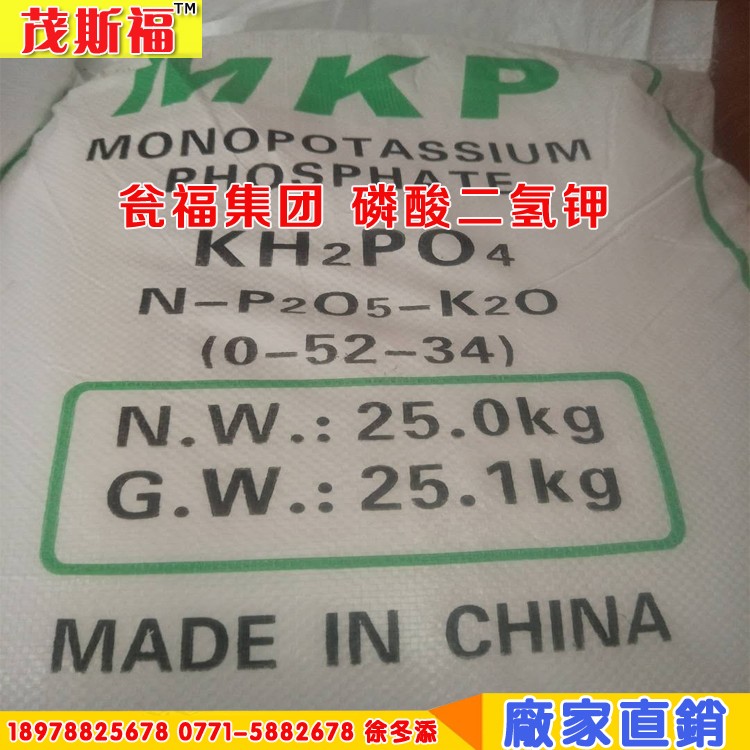 茂斯福™
MKP
MONOPOTASSIUM
PHOSPHATE
瓮福集团 磷酸二氢钾
KH₂PO₄
N-P₂O₅-K₂O
(0-52-34)
N.W.: 25.0kg
G.W.: 25.1kg
MADE IN CHINA
18978825678 0771-5882678 徐冬添
廠家直銷